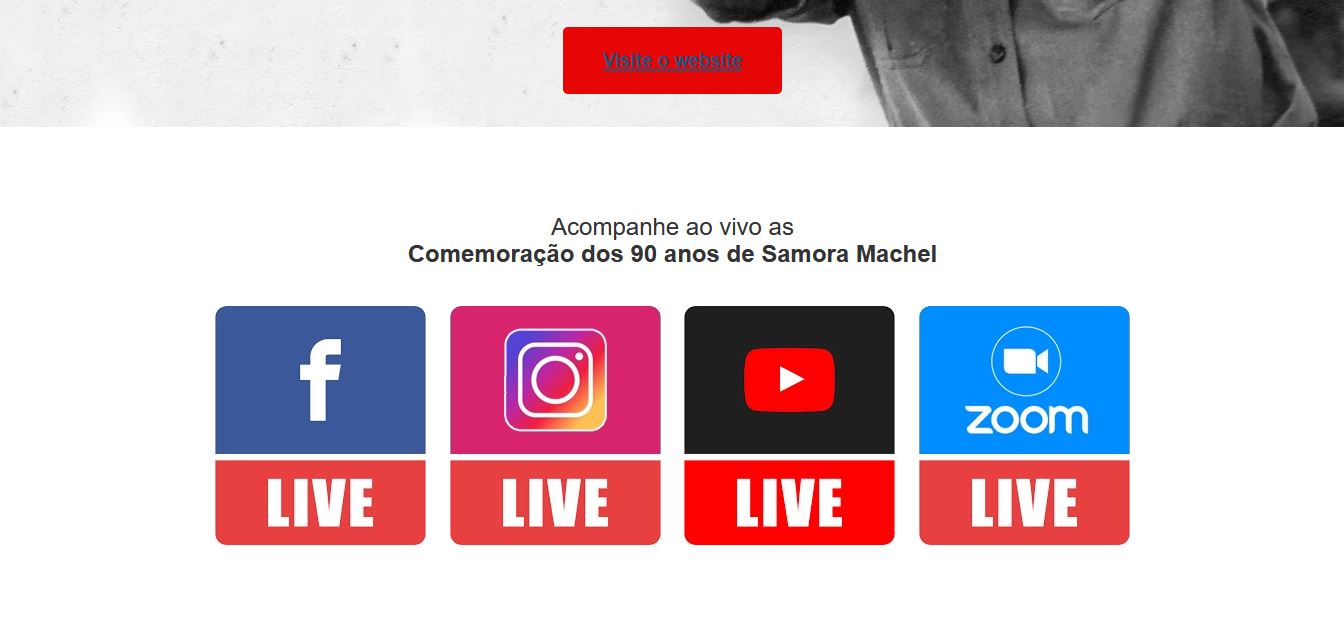 Visite o website
Acompanhe ao vivo as
Comemoração dos 90 anos de Samora Machel
zoom
LIVE
LIVE
LIVE
LIVE